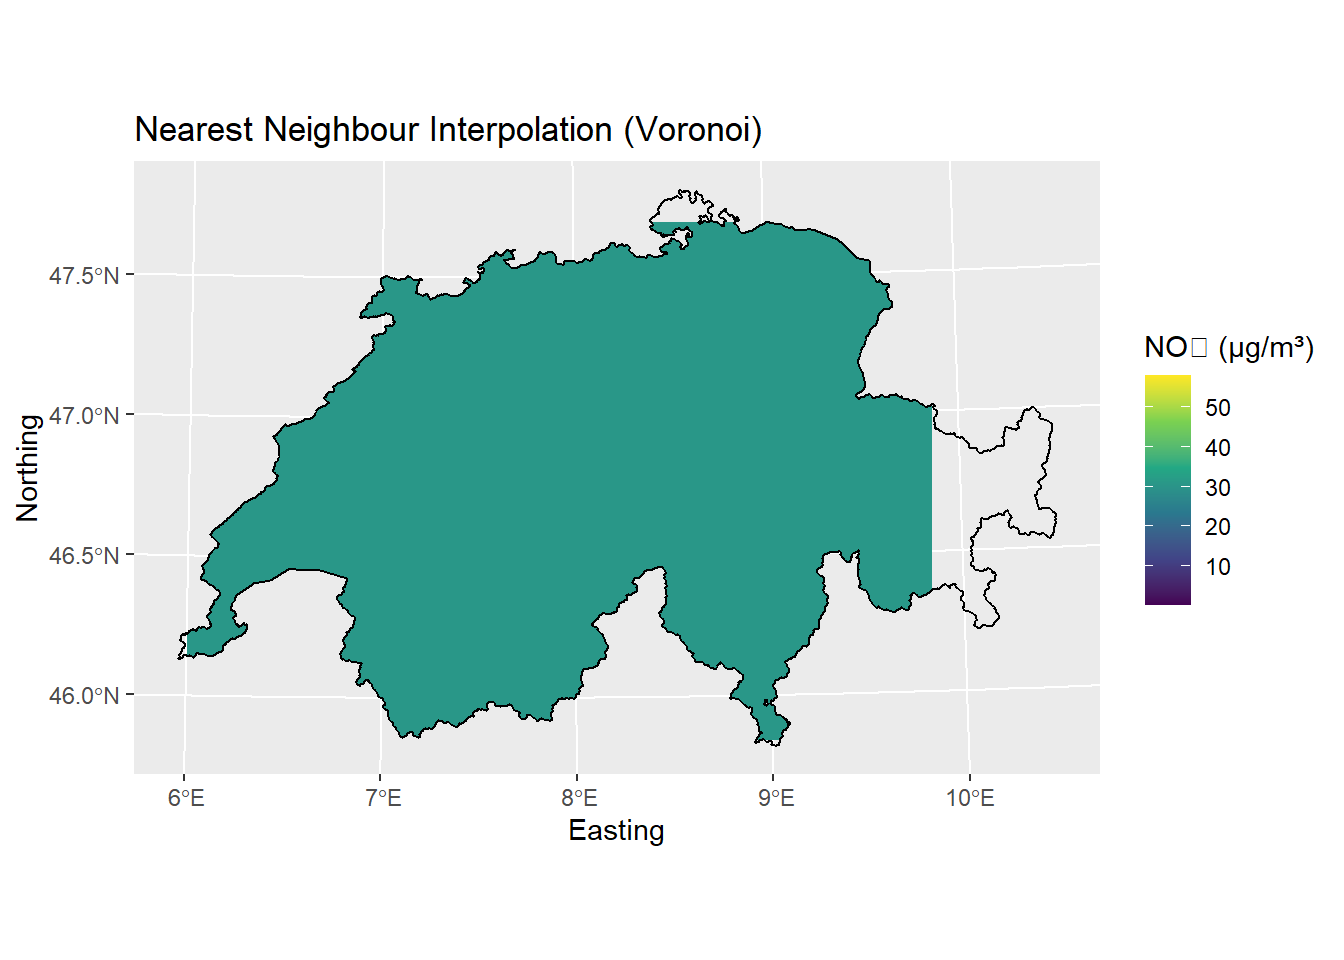 Nearest Neighbour Interpolation (Voronoi)
47.5°N
47.0°N
46.5°N
46.0°N
Northing
6°E 7°E 8°E 9°E 10°E
Easting
NO▯ (µg/m³)
50
40
30
20
10